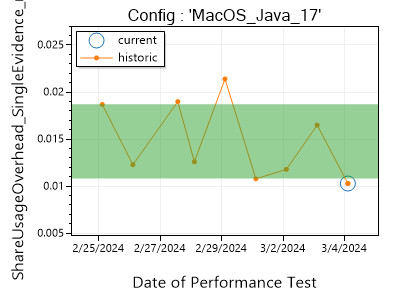 Config : 'MacOS_Java_17'
ShareUsageOverhead_SingleEvidence_
current
historic
0.025
0.02
0.015
0.01
0.005
2/25/2024
2/27/2024
2/29/2024
3/2/2024
3/4/2024
Date of Performance Test